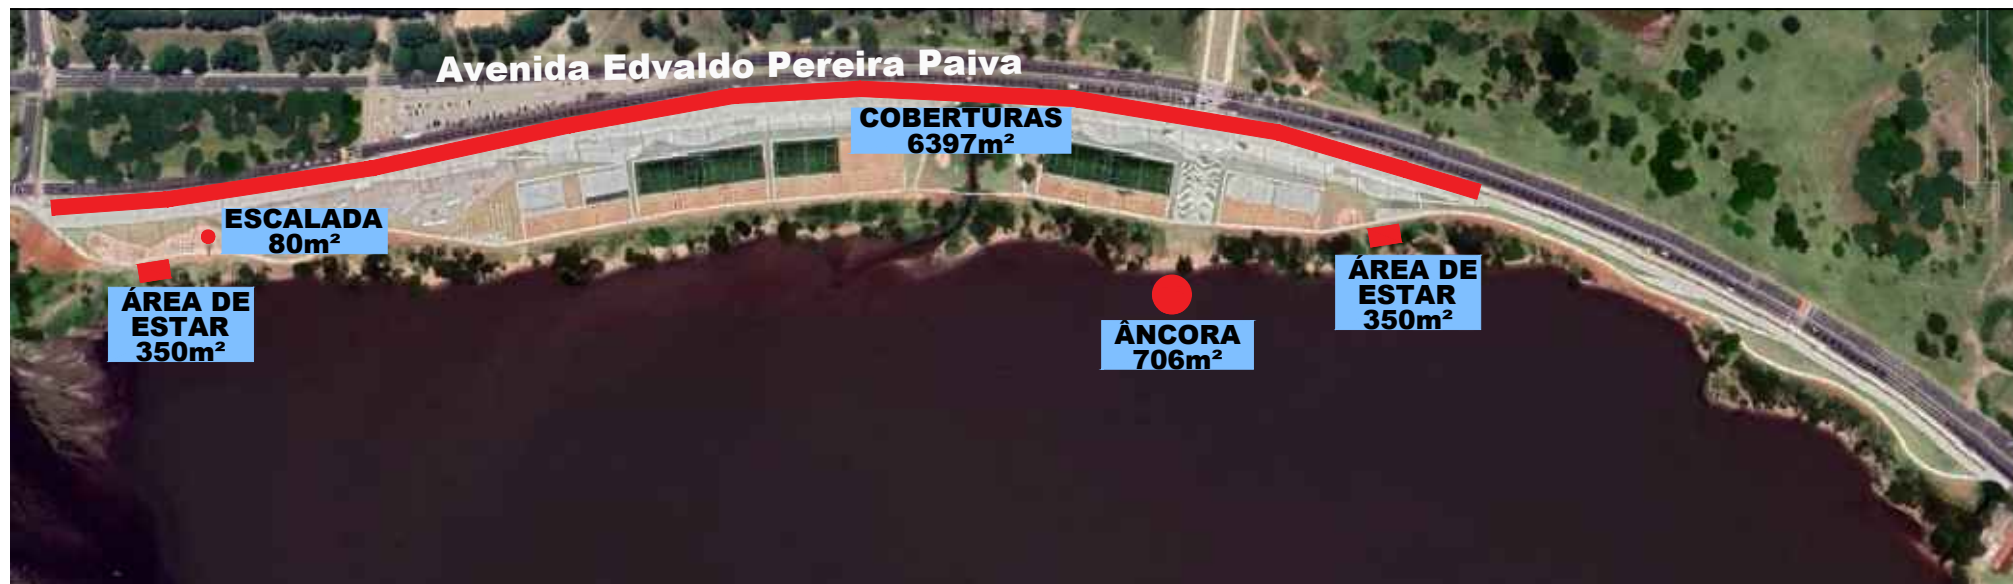 Avenida Edvaldo Pereira Paiva
COBERTURAS
6397m²
ESCALADA
80m²
ÁREA DE
ESTAR
350m²
ÁREA DE
ESTAR
350m²
ÂNCORA
706m²